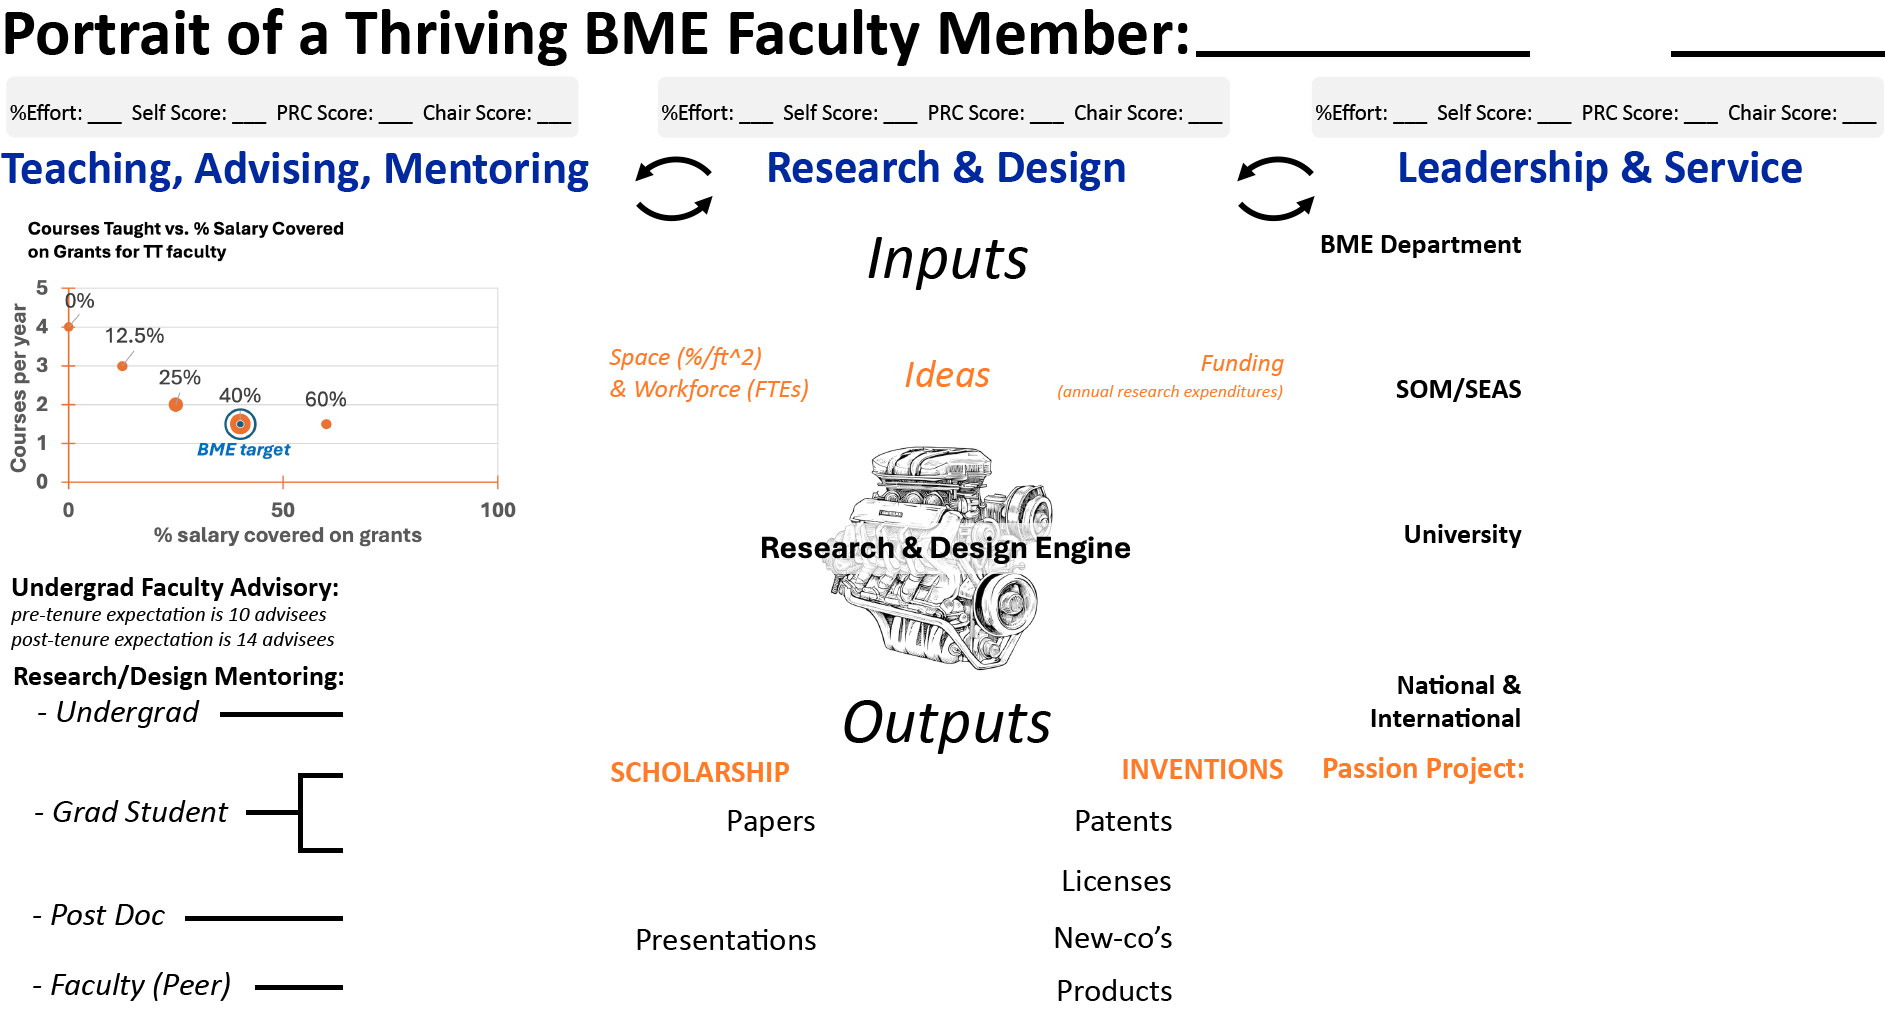 Portrait of a Thriving BME Faculty Member:
%Effort: ___ Self Score: ___ PRC Score: ___ Chair Score: ___
%Effort: ___ Self Score: ___ PRC Score: ___ Chair Score: ___
%Effort: ___ Self Score: ___ PRC Score: ___ Chair Score: ___
Teaching, Advising, Mentoring
Courses Taught vs. % Salary Covered
on Grants for TT faculty
Courses per year
5
4
3
2
1
0
0%
12.5%
25%
40%
60%
BME target
0
50
100
% salary covered on grants
Undergrad Faculty Advisory:
pre-tenure expectation is 10 advisees
post-tenure expectation is 14 advisees
Research/Design Mentoring:
- Undergrad
- Grad Student
- Post Doc
- Faculty (Peer)
Research & Design
Inputs
Space (%/ft^2)
& Workforce (FTEs)
Ideas
Funding
(annual research expenditures)
Research & Design Engine
Outputs
SCHOLARSHIP
Papers
Presentations
INVENTIONS
Patents
Licenses
New-co’s
Products
Leadership & Service
BME Department
SOM/SEAS
University
National &
International
Passion Project: